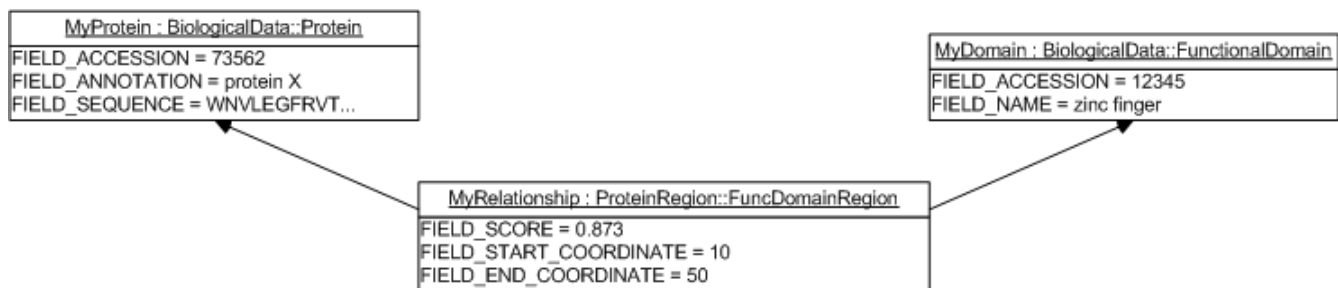 MyProtein : BiologicalData::Protein
FIELD_ACCESSION = 73562
FIELD_ANNOTATION = protein X
FIELD_SEQUENCE = WNVLEGFRVT...
MyDomain : BiologicalData::FunctionalDomain
FIELD_ACCESSION = 12345
FIELD_NAME = zinc finger
MyRelationship : ProteinRegion::FuncDomainRegion
FIELD_SCORE = 0.873
FIELD_START_COORDINATE = 10
FIELD_END_COORDINATE = 50